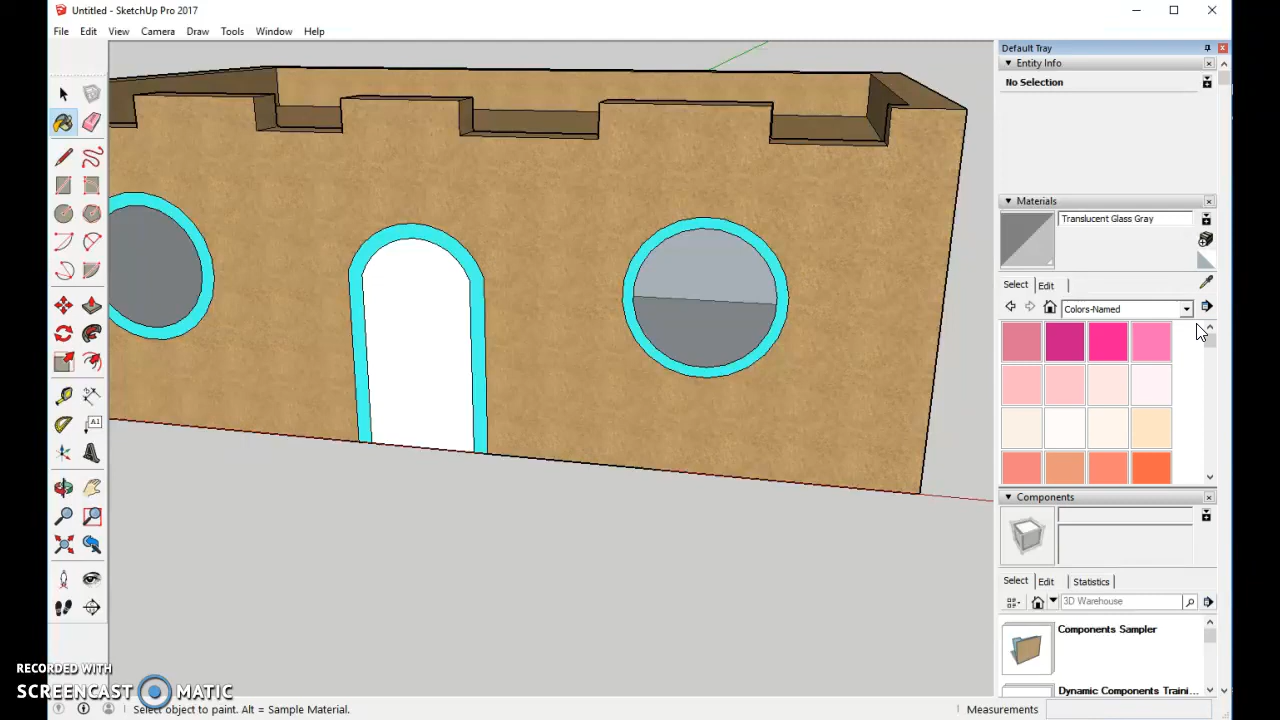 Untitled - SketchUp Pro 2017
File Edit View Camera Draw Tools Window Help
Default Tray
Entity Info
No Selection
Materials
Translucent Glass Gray
Select Edit
Colors-Named
Components
Select Edit Statistics
3D Warehouse
Components Sampler
Dynamic Components Traini...
A1
RECORDED WITH
SCREENCAST MATIC
Select object to paint. Alt = Sample Material.
Measurements